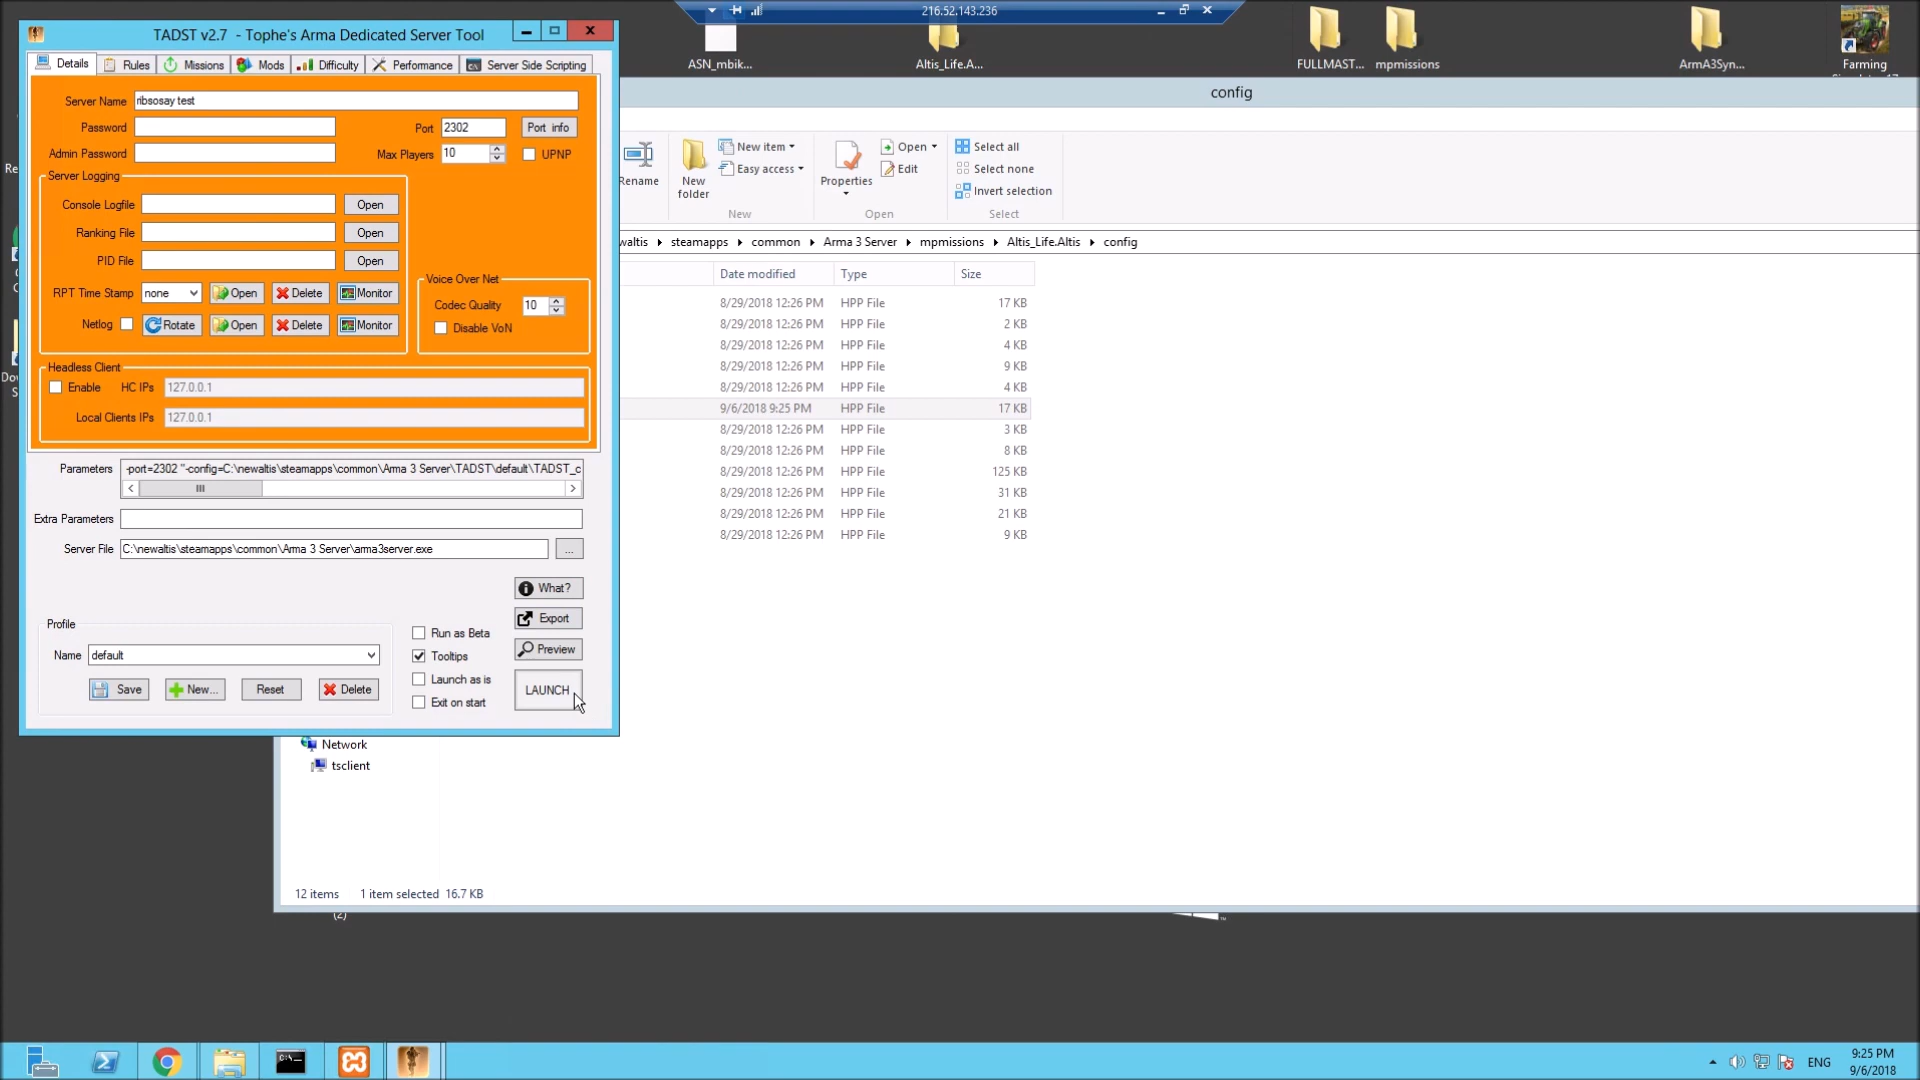 216.52.143.236
TADST v2.7 - Tophe's Arma Dedicated Server Tool
ASN_mbik...
Altis_Life.A...
FULLMAST...
mpmissions
ArmA3Syn...
Farming
Details
Rules
Missions
Mods
Difficulty
Performance
Server Side Scripting
config
Server Name
ribsosay test
Password
Port
2302
Port info
Admin Password
Max Players
10
UPNP
Server Logging
Console Logfile
Open
Ranking File
Open
PID File
Open
RPT Time Stamp
none
Open
Delete
Monitor
Netlog
Rotate
Open
Delete
Monitor
Voice Over Net
Codec Quality
10
Disable VoN
Headless Client
Enable
HC IPs
127.0.0.1
Local Clients IPs
127.0.0.1
Parameters
-port=2302 "-config=C:\newaltis\steamapps\common\Arma 3 Server\TADST\default\TADST_c
Extra Parameters
Server File
C:\newaltis\steamapps\common\Arma 3 Server\arma3server.exe
...
What?
Export
Preview
LAUNCH
Profile
Name
default
Save
New...
Reset
Delete
Run as Beta
Tooltips
Launch as is
Exit on start
Rename
New
folder
New item
Easy access
New
Properties
Open
Edit
Open
Select all
Select none
Invert selection
Select
waltis
steamapps
common
Arma 3 Server
mpmissions
Altis_Life.Altis
config
Date modified
Type
Size
8/29/2018 12:26 PM HPP File 17 KB
8/29/2018 12:26 PM HPP File 2 KB
8/29/2018 12:26 PM HPP File 4 KB
8/29/2018 12:26 PM HPP File 9 KB
8/29/2018 12:26 PM HPP File 4 KB
9/6/2018 9:25 PM HPP File 17 KB
8/29/2018 12:26 PM HPP File 3 KB
8/29/2018 12:26 PM HPP File 8 KB
8/29/2018 12:26 PM HPP File 125 KB
8/29/2018 12:26 PM HPP File 31 KB
8/29/2018 12:26 PM HPP File 21 KB
8/29/2018 12:26 PM HPP File 9 KB
Network
tsclient
12 items
1 item selected 16.7 KB
(2)
ENG
9:25 PM
9/6/2018